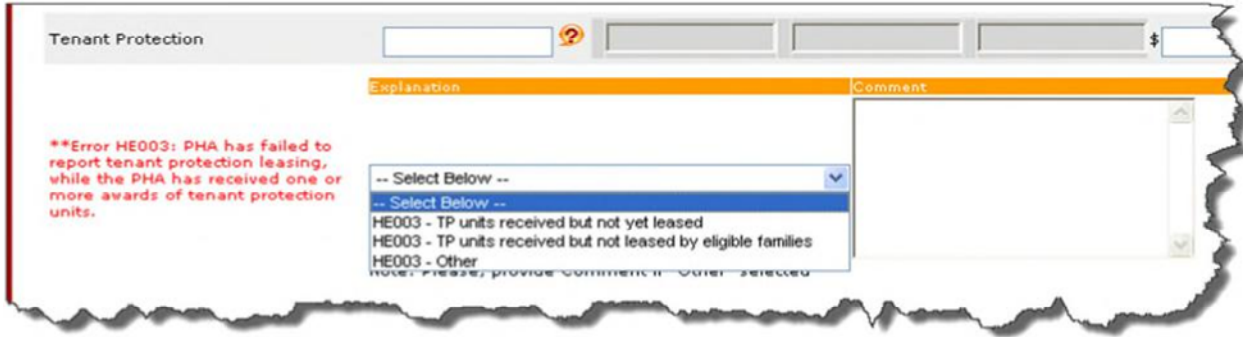 Tenant Protection
?
$
Explanation
Comment
**Error HE003: PHA has failed to
report tenant protection leasing,
while the PHA has received one or
more awards of tenant protection
units.
-- Select Below --
-- Select Below --
HE003 - TP units received but not yet leased
HE003 - TP units received but not leased by eligible families
HE003 - Other
Note: Please, provide Comment if "Other" selected